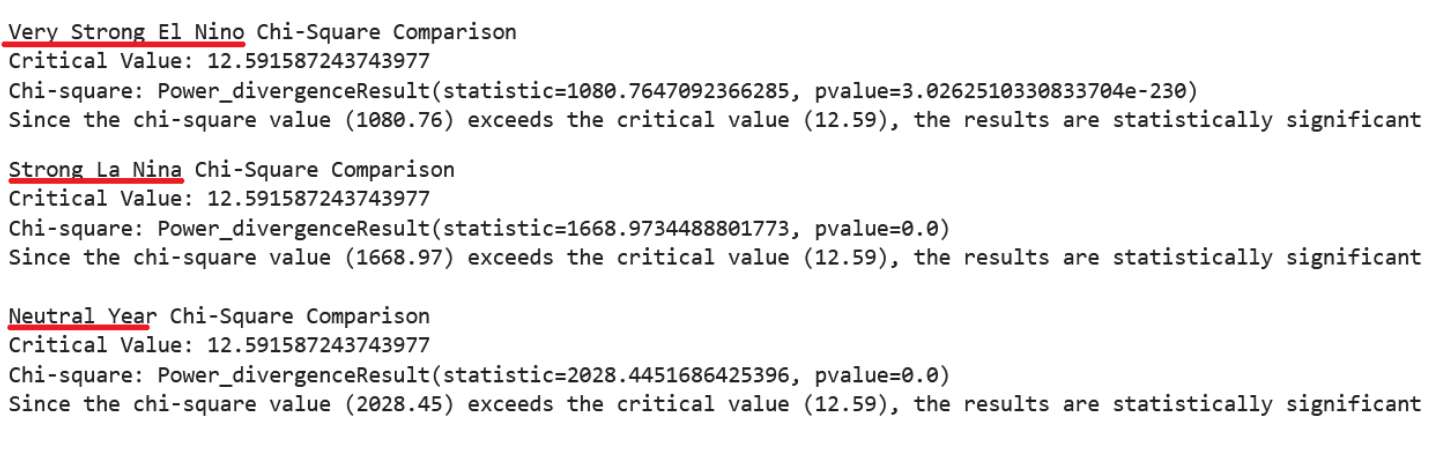 Very Strong El Nino Chi-Square Comparison
Critical Value: 12.591587243743977
Chi-square: Power_divergenceResult(statistic=1080.7647092366285, pvalue=3.0262510330833704e-230)
Since the chi-square value (1080.76) exceeds the critical value (12.59), the results are statistically significant
Strong La Nina Chi-Square Comparison
Critical Value: 12.591587243743977
Chi-square: Power_divergenceResult(statistic=1668.9734488801773, pvalue=0.0)
Since the chi-square value (1668.97) exceeds the critical value (12.59), the results are statistically significant
Neutral Year Chi-Square Comparison
Critical Value: 12.591587243743977
Chi-square: Power_divergenceResult(statistic=2028.4451686425396, pvalue=0.0)
Since the chi-square value (2028.45) exceeds the critical value (12.59), the results are statistically significant